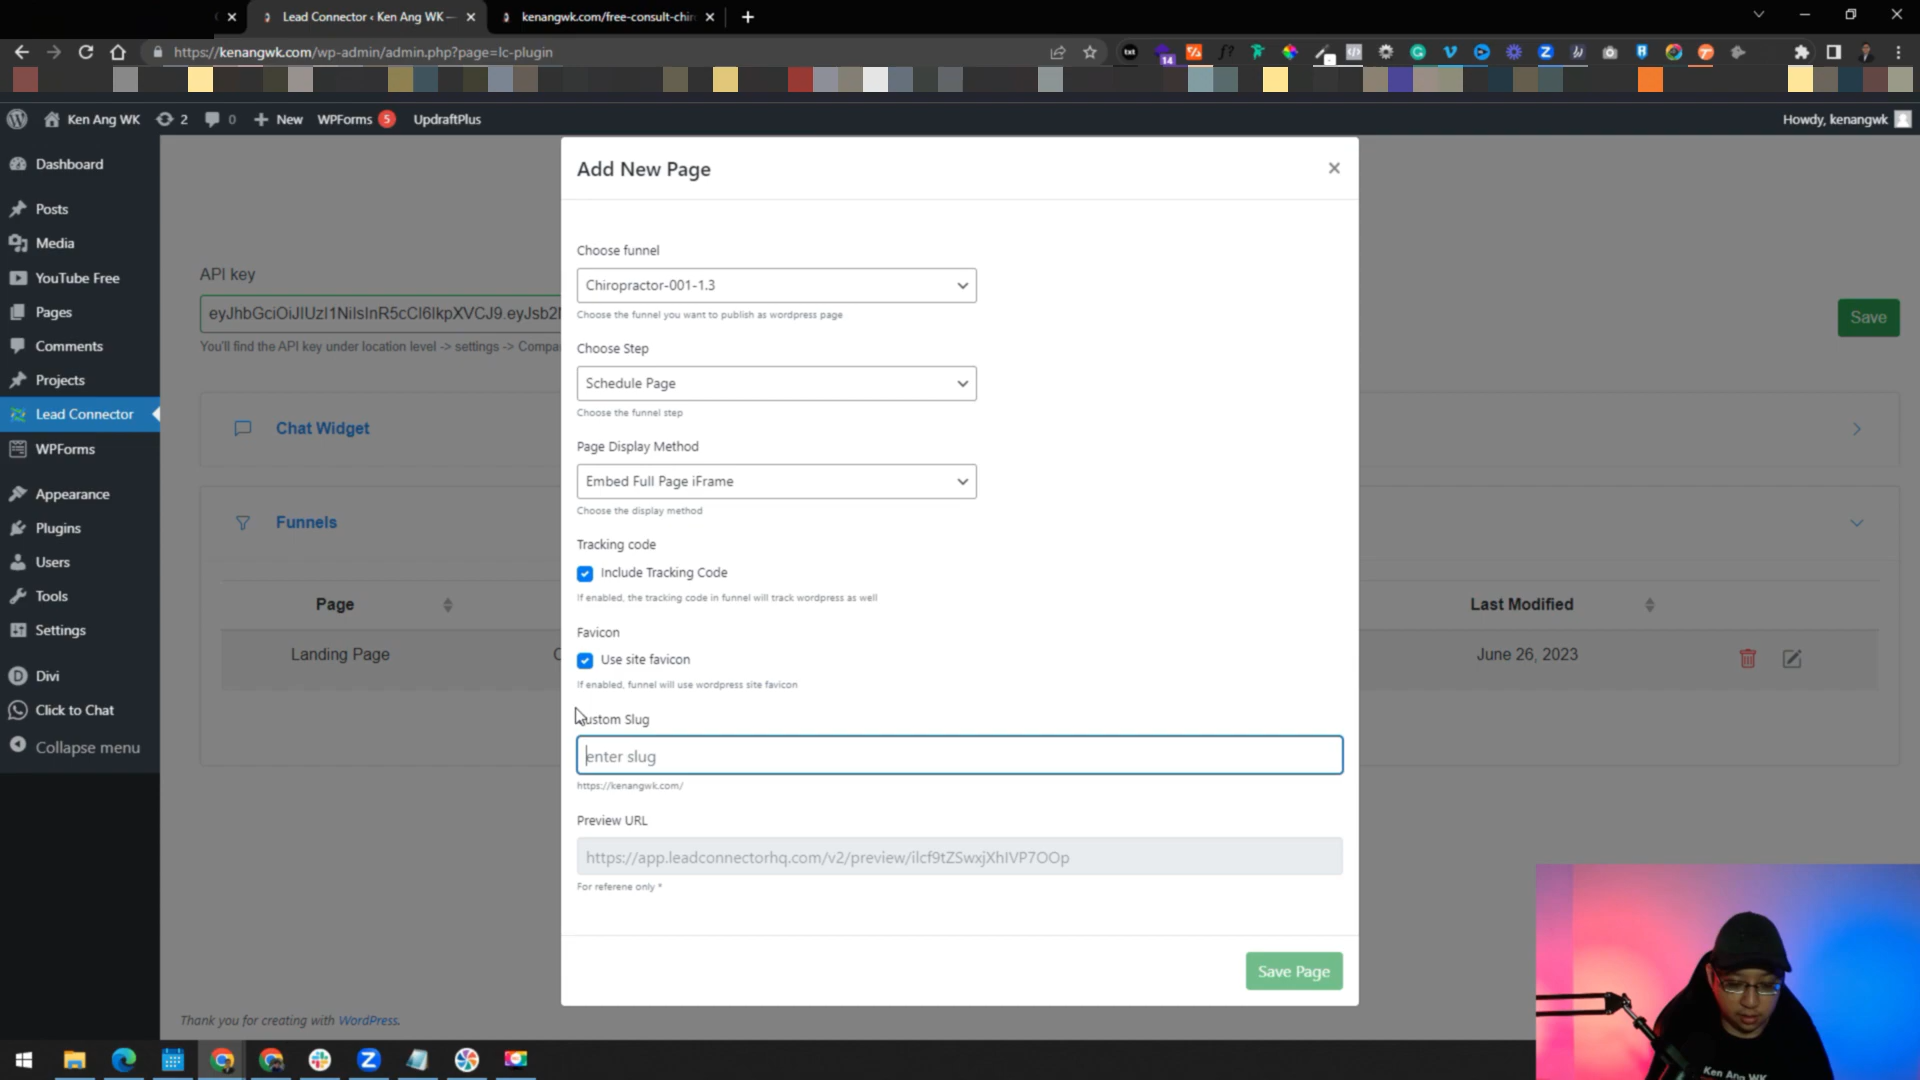 Lead Connector ‹ Ken Ang WK —
kenangwk.com/free-consult-chir
https://kenangwk.com/wp-admin/admin.php?page=lc-plugin
14
Ken Ang WK
2
0
New
WPForms
5
UpdraftPlus
Howdy, kenangwk
Dashboard
Posts
Media
YouTube Free
Pages
Comments
Projects
Lead Connector
WPForms
Appearance
Plugins
Users
Tools
Settings
Divi
Click to Chat
Collapse menu
API key
You'll find the API key under location level -> settings -> Compa
Save
Chat Widget
Funnels
Page
Last Modified
Landing Page
June 26, 2023
Thank you for creating with WordPress.
Add New Page
Choose funnel
Chiropractor-001-1.3
Choose the funnel you want to publish as wordpress page
Choose Step
Schedule Page
Choose the funnel step
Page Display Method
Embed Full Page iFrame
Choose the display method
Tracking code
Include Tracking Code
If enabled, the tracking code in funnel will track wordpress as well
Favicon
Use site favicon
If enabled, funnel will use wordpress site favicon
Custom Slug
enter slug
https://kenangwk.com/
Preview URL
https://app.leadconnectorhq.com/v2/preview/ilcf9tZSwxjXhIVP7OOp
For referene only *
Save Page
Ken Ang WK